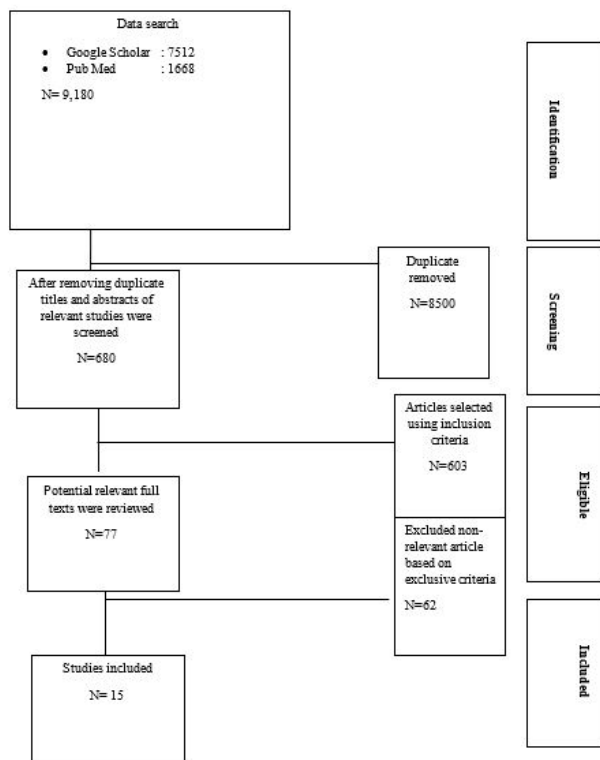 Data search
• Google Scholar : 7512
• Pub Med : 1668
N= 9,180
Identification
Duplicate
removed
N=8500
After removing duplicate
titles and abstracts of
relevant studies were
screened
N=680
Screening
Articles selected
using inclusion
criteria
N=603
Potential relevant full
texts were reviewed
N=77
Eligible
Excluded non-
relevant article
based on
exclusive criteria
N=62
Studies included
N= 15
Included